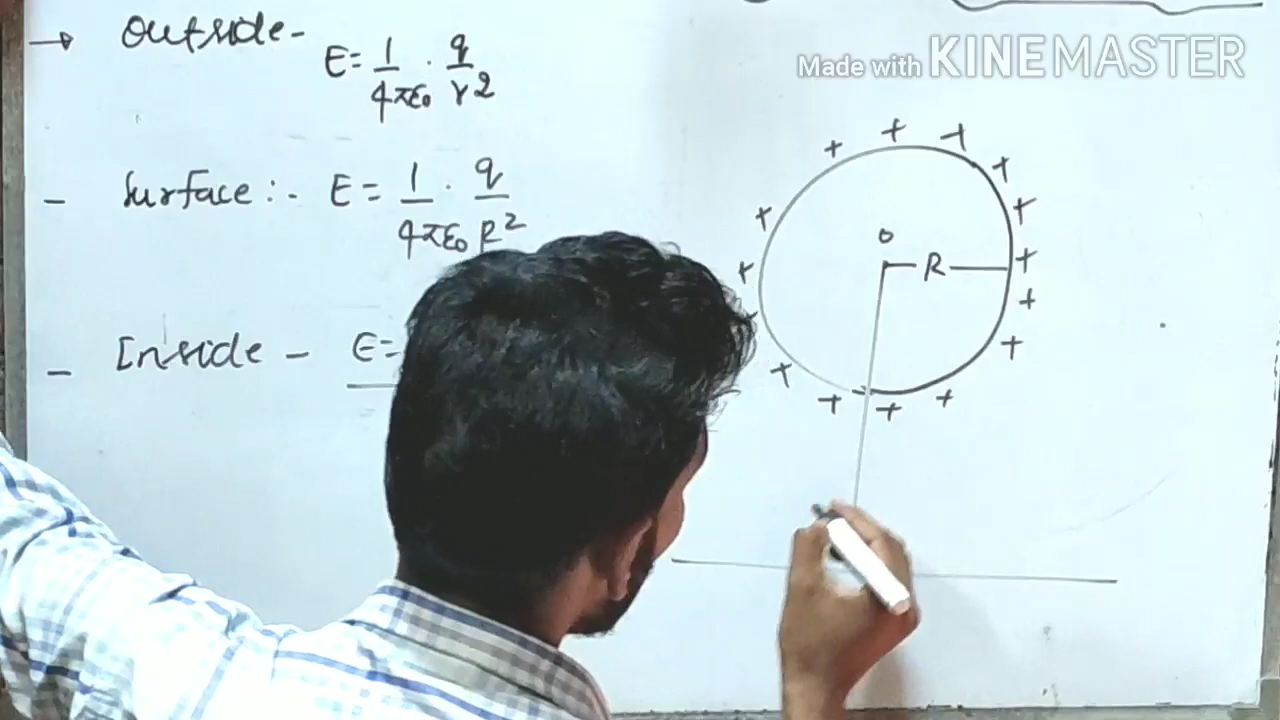 → Outside-
E= 1/4πε₀ · q/r2
Made with KINEMASTER
- Surface :- E = 1/4πε₀ · q/R²
- Inside - E=
+ + + + + + + + + + + + + + +
O
R